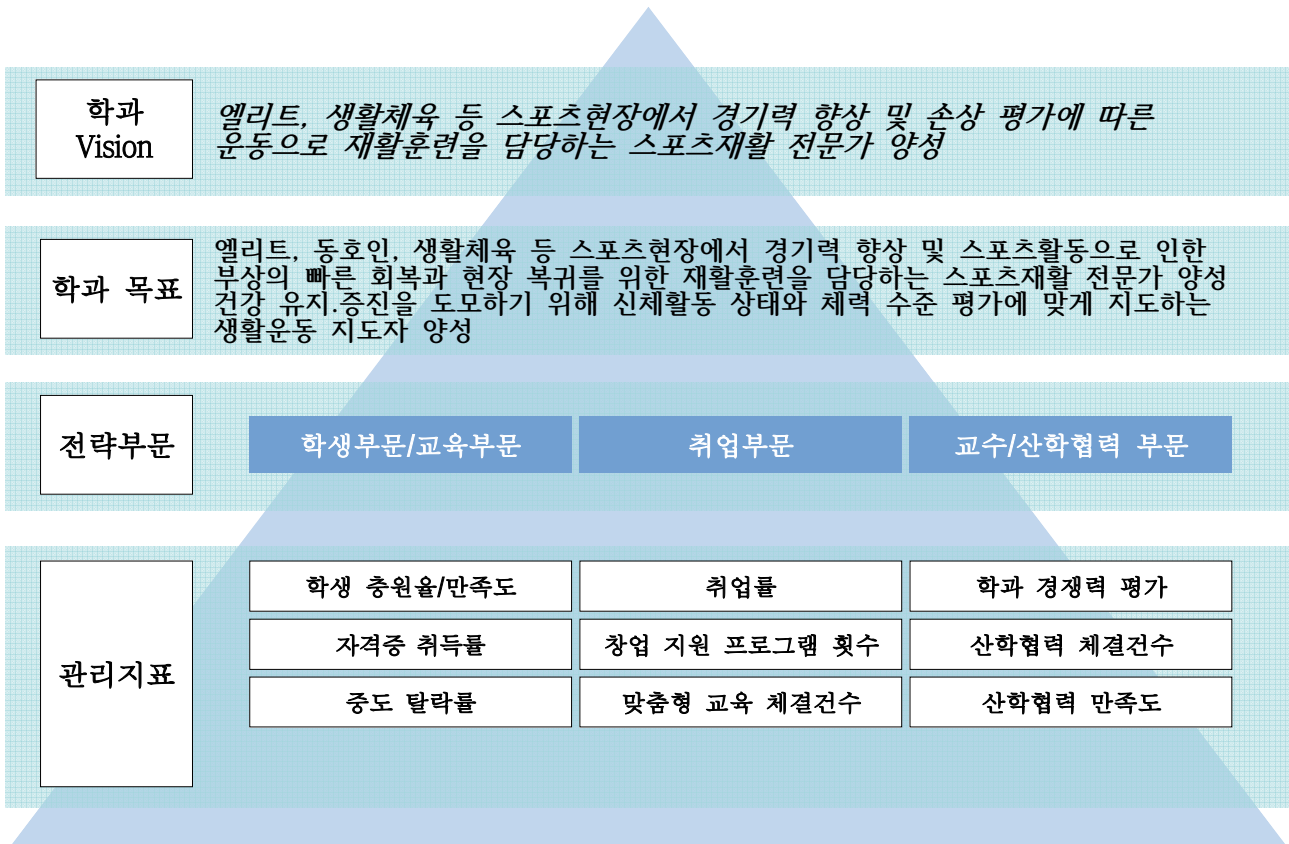 학과
Vision
엘리트, 생활체육 등 스포츠현장에서 경기력 향상 및 손상 평가에 따른
운동으로 재활훈련을 담당하는 스포츠재활 전문가 양성
학과 목표
엘리트, 동호인, 생활체육 등 스포츠현장에서 경기력 향상 및 스포츠활동으로 인한
부상의 빠른 회복과 현장 복귀를 위한 재활훈련을 담당하는 스포츠재활 전문가 양성
건강 유지.증진을 도모하기 위해 신체활동 상태와 체력 수준 평가에 맞게 지도하는
생활운동 지도자 양성
전략부문
학생부문/교육부문
취업부문
교수/산학협력 부문
관리지표
학생 충원율/만족도
취업률
학과 경쟁력 평가
자격증 취득률
창업 지원 프로그램 횟수
산학협력 체결건수
중도 탈락률
맞춤형 교육 체결건수
산학협력 만족도